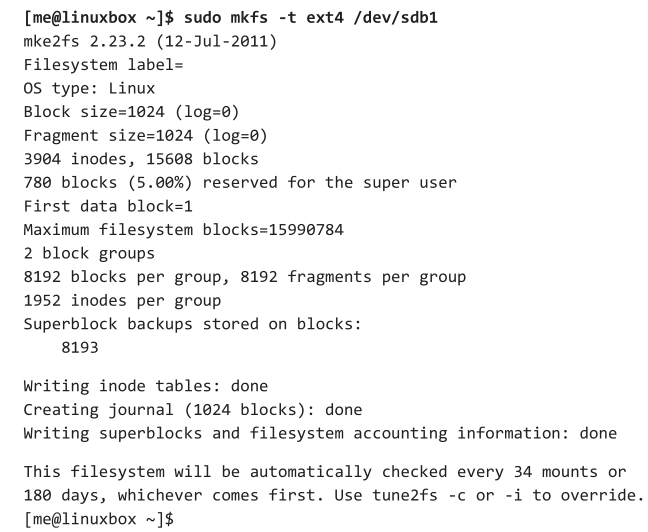 [me@linuxbox ~]$ sudo mkfs -t ext4 /dev/sdb1
mke2fs 2.23.2 (12-Jul-2011)
Filesystem label=
OS type: Linux
Block size=1024 (log=0)
Fragment size=1024 (log=0)
3904 inodes, 15608 blocks
780 blocks (5.00%) reserved for the super user
First data block=1
Maximum filesystem blocks=15990784
2 block groups
8192 blocks per group, 8192 fragments per group
1952 inodes per group
Superblock backups stored on blocks:
    8193
Writing inode tables: done
Creating journal (1024 blocks): done
Writing superblocks and filesystem accounting information: done
This filesystem will be automatically checked every 34 mounts or
180 days, whichever comes first. Use tune2fs -c or -i to override.
[me@linuxbox ~]$